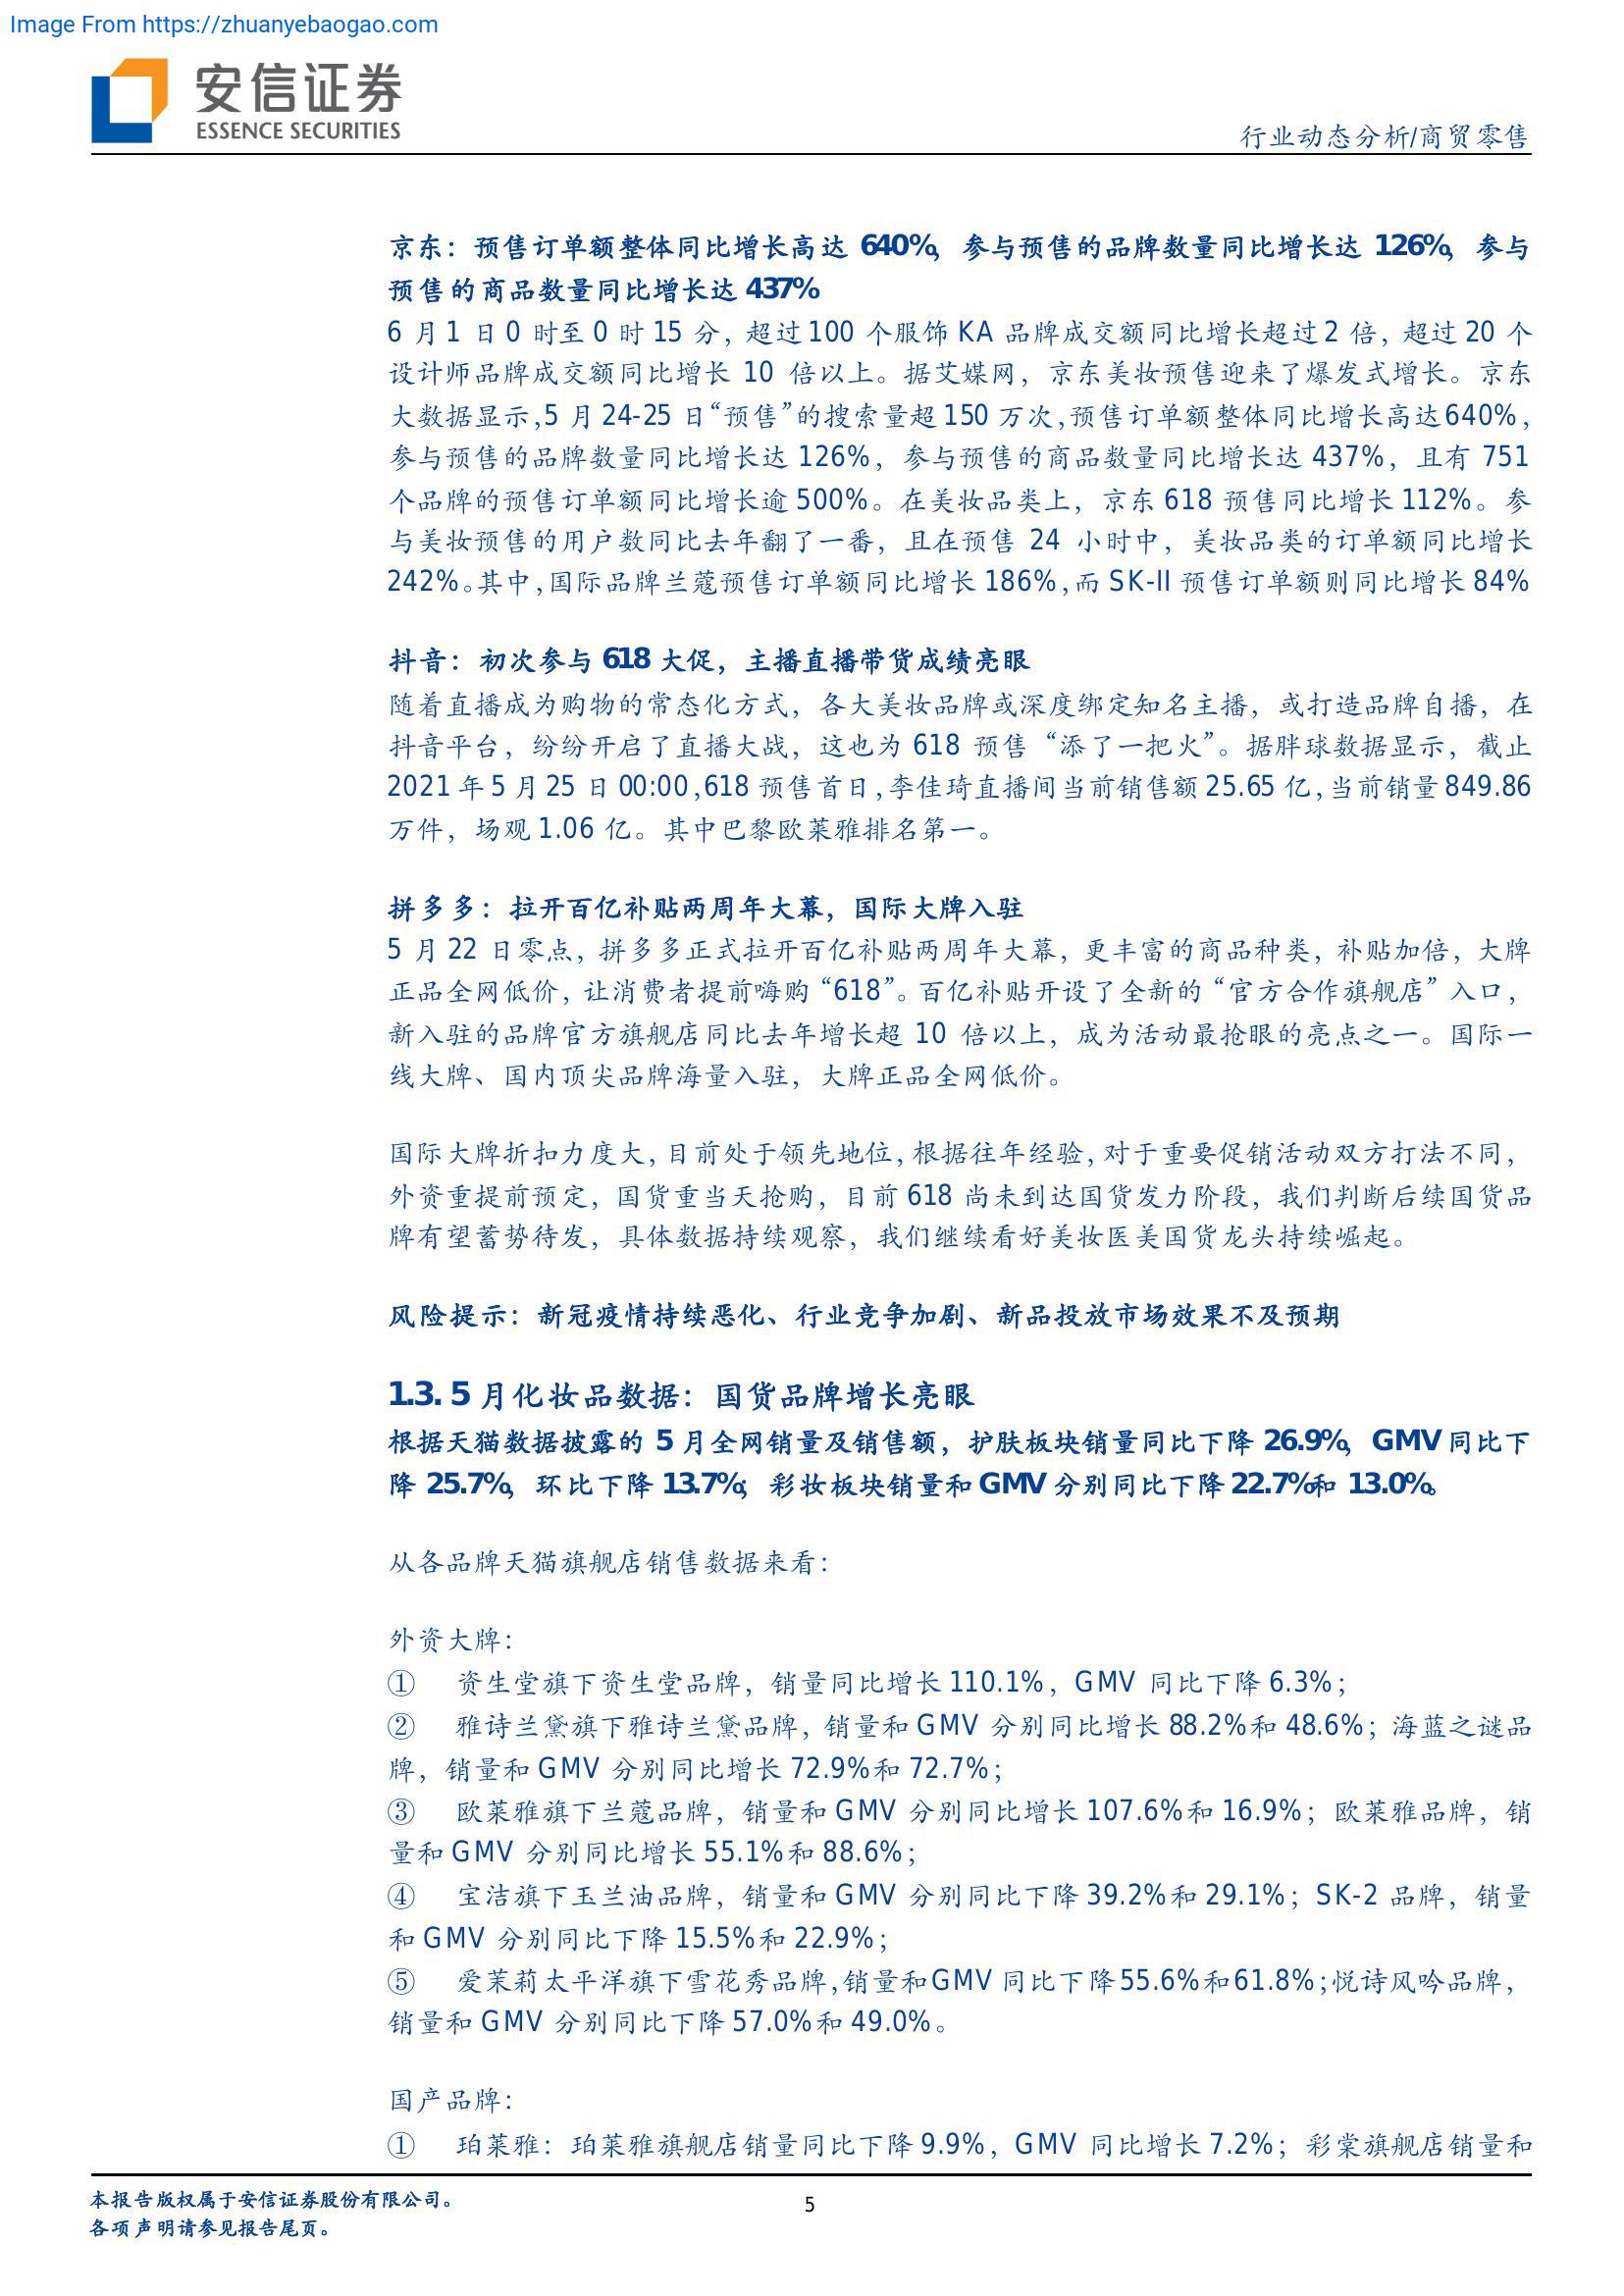 Image From https://zhuanyebaogao.com
安信证券
ESSENCE SECURITIES
行业动态分析/商贸零售
京东：预售订单额整体同比增长高达 640%，参与预售的品牌数量同比增长达 126%，参与
预售的商品数量同比增长达 437%
6 月 1 日 0 时至 0 时 15 分，超过 100 个服饰 KA 品牌成交额同比增长超过 2 倍，超过 20 个
设计师品牌成交额同比增长 10 倍以上。据艾媒网，京东美妆预售迎来了爆发式增长。京东
大数据显示，5 月 24-25 日“预售”的搜索量超 150 万次，预售订单额整体同比增长高达 640%，
参与预售的品牌数量同比增长达 126%，参与预售的商品数量同比增长达 437%，且有 751
个品牌的预售订单额同比增长逾 500%。在美妆品类上，京东 618 预售同比增长 112%。参
与美妆预售的用户数同比去年翻了一番，且在预售 24 小时中，美妆品类的订单额同比增长
242%。其中，国际品牌兰蔻预售订单额同比增长 186%，而 SK-II 预售订单额则同比增长 84%
抖音：初次参与 618 大促，主播直播带货成绩亮眼
随着直播成为购物的常态化方式，各大美妆品牌或深度绑定知名主播，或打造品牌自播，在
抖音平台，纷纷开启了直播大战，这也为 618 预售“添了一把火”。据胖球数据显示，截止
2021 年 5 月 25 日 00:00，618 预售首日，李佳琦直播间当前销售额 25.65 亿，当前销量 849.86
万件，场观 1.06 亿。其中巴黎欧莱雅排名第一。
拼多多：拉开百亿补贴两周年大幕，国际大牌入驻
5 月 22 日零点，拼多多正式拉开百亿补贴两周年大幕，更丰富的商品种类，补贴加倍，大牌
正品全网低价，让消费者提前嗨购“618”。百亿补贴开设了全新的“官方合作旗舰店”入口，
新入驻的品牌官方旗舰店同比去年增长超 10 倍以上，成为活动最抢眼的亮点之一。国际一
线大牌、国内顶尖品牌海量入驻，大牌正品全网低价。
国际大牌折扣力度大，目前处于领先地位，根据往年经验，对于重要促销活动双方打法不同，
外资重提前预定，国货重当天抢购，目前 618 尚未到达国货发力阶段，我们判断后续国货品
牌有望蓄势待发，具体数据持续观察，我们继续看好美妆医美国货龙头持续崛起。
风险提示：新冠疫情持续恶化、行业竞争加剧、新品投放市场效果不及预期
1.3. 5 月化妆品数据：国货品牌增长亮眼
根据天猫数据披露的 5 月全网销量及销售额，护肤板块销量同比下降 26.9%，GMV 同比下
降 25.7%，环比下降 13.7%；彩妆板块销量和 GMV 分别同比下降 22.7%和 13.0%。
从各品牌天猫旗舰店销售数据来看：
外资大牌：
① 资生堂旗下资生堂品牌，销量同比增长 110.1%，GMV 同比下降 6.3%；
② 雅诗兰黛旗下雅诗兰黛品牌，销量和 GMV 分别同比增长 88.2%和 48.6%；海蓝之谜品
牌，销量和 GMV 分别同比增长 72.9%和 72.7%；
③ 欧莱雅旗下兰蔻品牌，销量和 GMV 分别同比增长 107.6%和 16.9%；欧莱雅品牌，销
量和 GMV 分别同比增长 55.1%和 88.6%；
④ 宝洁旗下玉兰油品牌，销量和 GMV 分别同比下降 39.2%和 29.1%；SK-2 品牌，销量
和 GMV 分别同比下降 15.5%和 22.9%；
⑤ 爱茉莉太平洋旗下雪花秀品牌，销量和 GMV 同比下降 55.6%和 61.8%；悦诗风吟品牌，
销量和 GMV 分别同比下降 57.0%和 49.0%。
国产品牌：
① 珀莱雅：珀莱雅旗舰店销量同比下降 9.9%，GMV 同比增长 7.2%；彩棠旗舰店销量和
本报告版权属于安信证券股份有限公司。
各项声明请参见报告尾页。
5